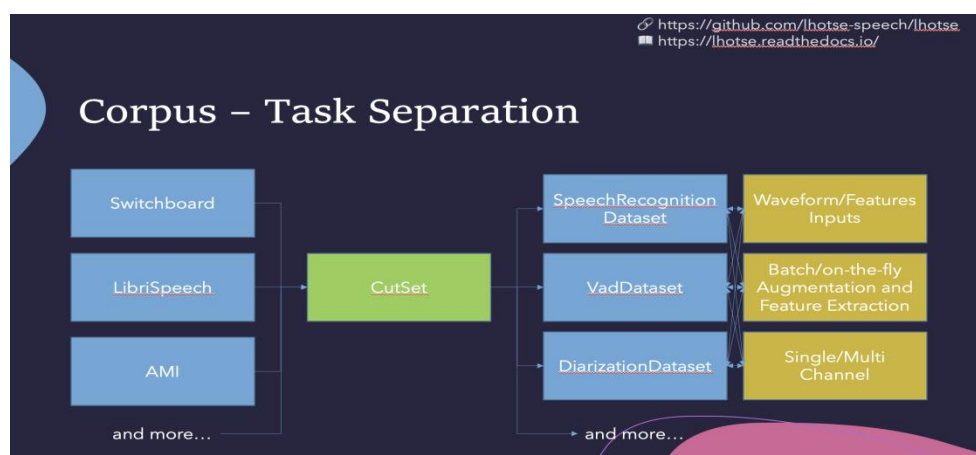 https://github.com/lhotse-speech/lhotse
https://lhotse.readthedocs.io/
Corpus – Task Separation
Switchboard
LibriSpeech
AMI
and more...
CutSet
SpeechRecognition
Dataset
VadDataset
DiarizationDataset
and more...
Waveform/Features
Inputs
Batch/on-the-fly
Augmentation and
Feature Extraction
Single/Multi
Channel